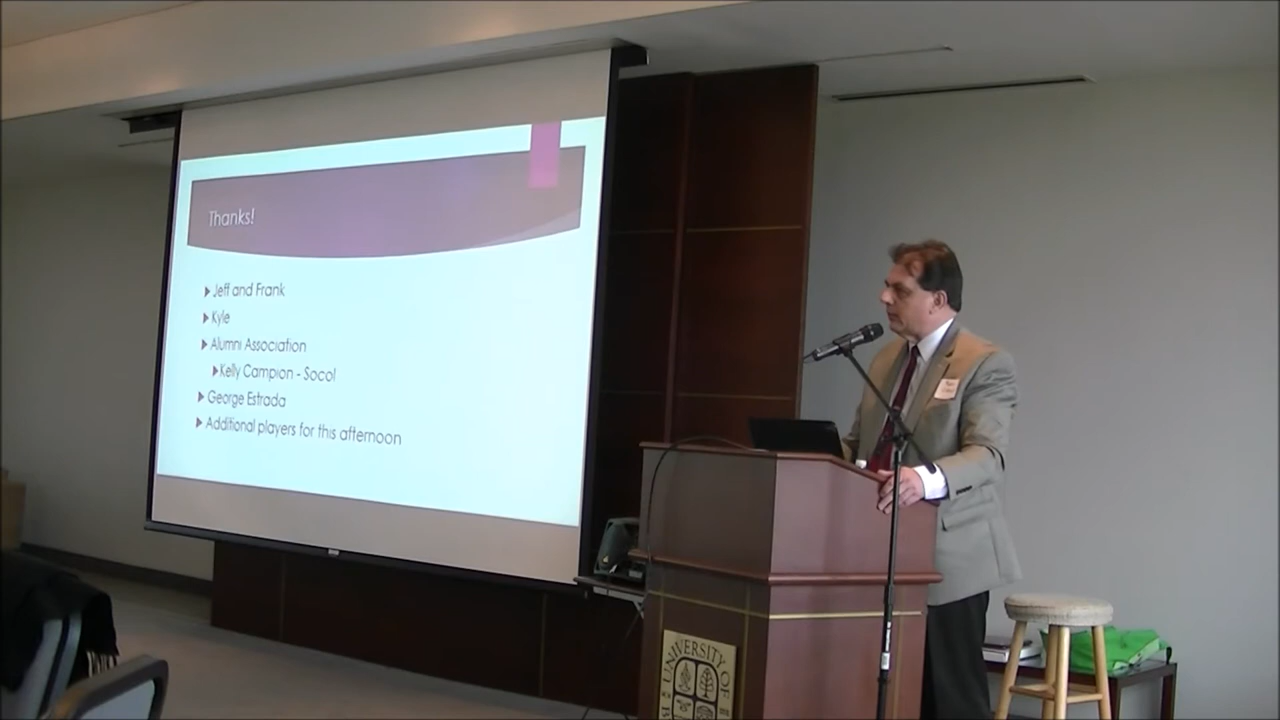 Thanks!
Jeff and Frank
Kyle
Alumni Association
Kelly Campion - Socol
George Estrada
Additional players for this afternoon
UNIVERSITY OF